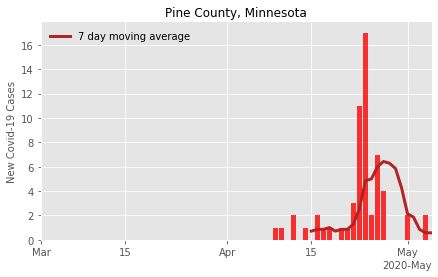 Pine County, Minnesota
7 day moving average
New Covid-19 Cases
16
14
12
10
8
6
4
2
0
Mar 15 Apr 15 May
2020-May